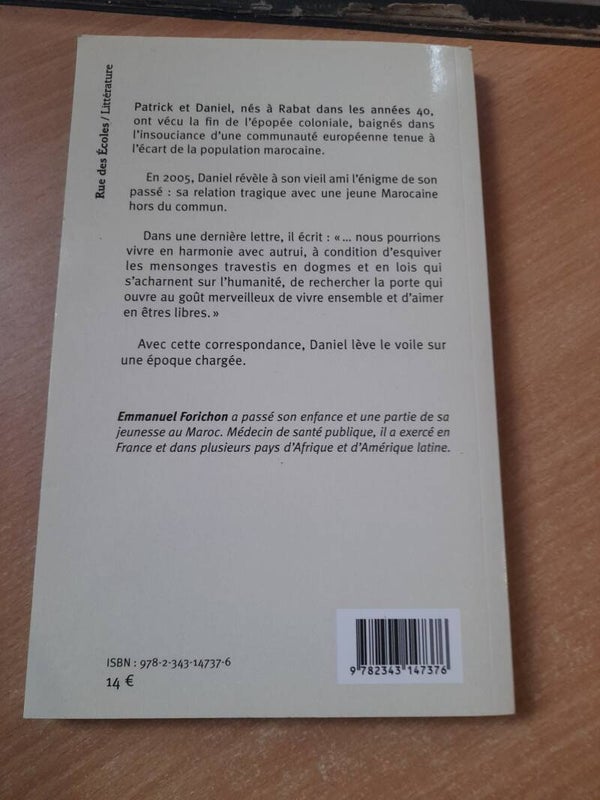 Rue des Écoles / Littérature
Patrick et Daniel, nés à Rabat dans les années 40,
ont vécu la fin de l'épopée coloniale, baignés dans
l'insouciance d'une communauté européenne tenue à
l'écart de la population marocaine.
En 2005, Daniel révèle à son vieil ami l'énigme de son
passé : sa relation tragique avec une jeune Marocaine
hors du commun.
Dans une dernière lettre, il écrit : « ... nous pourrions
vivre en harmonie avec autrui, à condition d'esquiver
les mensonges travestis en dogmes et en lois qui
s'acharnent sur l'humanité, de rechercher la porte qui
ouvre au goût merveilleux de vivre ensemble et d'aimer
en êtres libres. »
Avec cette correspondance, Daniel lève le voile sur
une époque chargée.
Emmanuel Forichon a passé son enfance et une partie de sa
jeunesse au Maroc. Médecin de santé publique, il a exercé en
France et dans plusieurs pays d'Afrique et d'Amérique latine.
ISBN : 978-2-343-14737-6
14 €
9 782343 147376